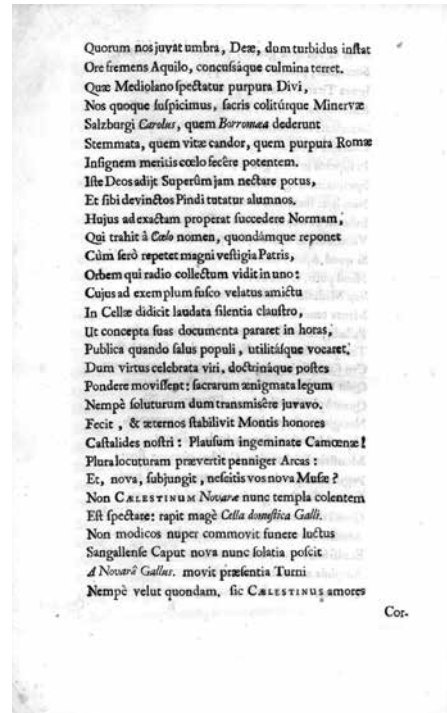 Quorum nos juvat umbra, Deæ, dum turbidus inſtat
Ore fremens Aquilo, concuſſaque culmina terret.
Quæ Mediolano ſpectatur purpura Divi,
Nos quoque ſuſpicimus, ſacris colitúrque Minervæ
Salzburgi Carolus, quem Borromæa dederunt
Stemmata, quem vitæ candor, quem purpura Romæ
Inſignem meritis cœlo fecêre potentem.
Iſte Deos adijt Superûm jam nectare potus,
Et ſibi devinctos Pindi tutatur alumnos.
Hujus ad exactam properat ſuccedere Normam,
Qui trahit â Cœlo nomen, quondámque reponet
Cùm ſerò repetet magni veſtigia Patris,
Orbem qui radio collectum vidit in uno:
Cujus ad exemplum fuſco velatus amictu
In Cellæ didicit laudata ſilentia clauſtro,
Ut concepta ſuas documenta pararet in horas,
Publica quando ſalus populi, utilitáſque vocaret.
Dum virtus celebrata viri, doctrináque poſtes
Pondere moviſſent: ſacrarum ænigmata legum
Nempè ſoluturum dum transmiſêre juvavo.
Fecit, & æternos ſtabilivit Montis honores
Caſtalides noſtri: Plauſum ingeminate Camœnæ!
Plura locuturam prævertit penniger Arcas:
Et, nova, ſubjungit, neſcitis vos nova Muſæ?
Non CÆLESTINUM Novaræ nunc templa colentem
Eſt ſpectare: rapit magè Cella domeſtica Galli.
Non modicos nuper commovit funere luctus
Sangallenſe Caput nova nunc ſolatia poſcit
A Novarâ Gallus. movit præſentia Turni
Nempè velut quondam, ſic CÆLESTINUS amores
Cor-